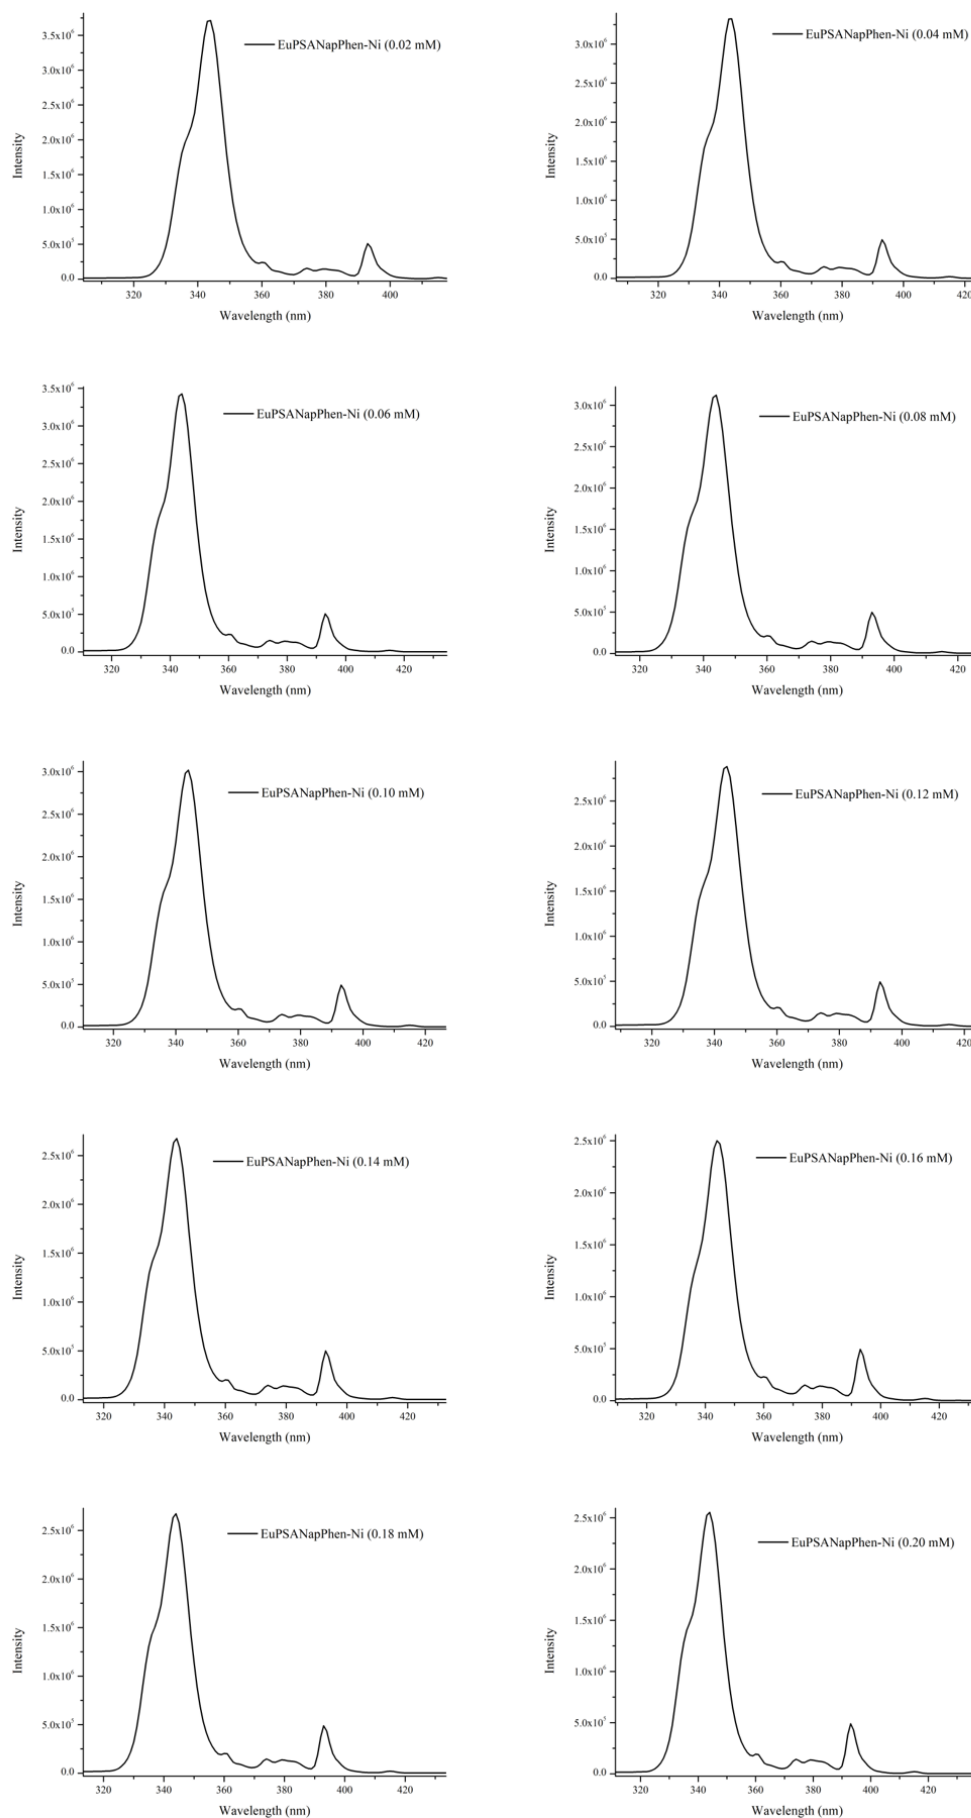 3.5x10⁶
EuPSANapPhen-Ni (0.02 mM)
3.0x10⁶
2.5x10⁶
2.0x10⁶
1.5x10⁶
1.0x10⁶
5.0x10⁵
0.0
Intensity
320 340 360 380 400
Wavelength (nm)
EuPSANapPhen-Ni (0.04 mM)
3.0x10⁶
2.5x10⁶
2.0x10⁶
1.5x10⁶
1.0x10⁶
5.0x10⁵
0.0
Intensity
320 340 360 380 400 420
Wavelength (nm)
3.5x10⁶
EuPSANapPhen-Ni (0.06 mM)
3.0x10⁶
2.5x10⁶
2.0x10⁶
1.5x10⁶
1.0x10⁶
5.0x10⁵
0.0
Intensity
320 340 360 380 400 420
Wavelength (nm)
3.0x10⁶
EuPSANapPhen-Ni (0.08 mM)
2.5x10⁶
2.0x10⁶
1.5x10⁶
1.0x10⁶
5.0x10⁵
0.0
Intensity
320 340 360 380 400 420
Wavelength (nm)
3.0x10⁶
EuPSANapPhen-Ni (0.10 mM)
2.5x10⁶
2.0x10⁶
1.5x10⁶
1.0x10⁶
5.0x10⁵
0.0
Intensity
320 340 360 380 400 420
Wavelength (nm)
EuPSANapPhen-Ni (0.12 mM)
2.5x10⁶
2.0x10⁶
1.5x10⁶
1.0x10⁶
5.0x10⁵
0.0
Intensity
320 340 360 380 400 420
Wavelength (nm)
2.5x10⁶
EuPSANapPhen-Ni (0.14 mM)
2.0x10⁶
1.5x10⁶
1.0x10⁶
5.0x10⁵
0.0
Intensity
320 340 360 380 400 420
Wavelength (nm)
2.5x10⁶
EuPSANapPhen-Ni (0.16 mM)
2.0x10⁶
1.5x10⁶
1.0x10⁶
5.0x10⁵
0.0
Intensity
320 340 360 380 400 420
Wavelength (nm)
2.5x10⁶
EuPSANapPhen-Ni (0.18 mM)
2.0x10⁶
1.5x10⁶
1.0x10⁶
5.0x10⁵
0.0
Intensity
320 340 360 380 400 420
Wavelength (nm)
2.5x10⁶
EuPSANapPhen-Ni (0.20 mM)
2.0x10⁶
1.5x10⁶
1.0x10⁶
5.0x10⁵
0.0
Intensity
320 340 360 380 400 420
Wavelength (nm)